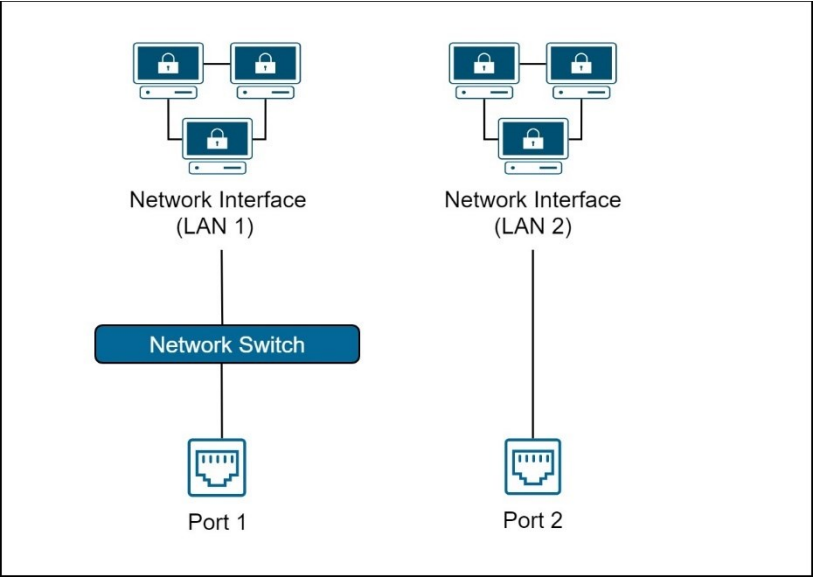 Network Interface
(LAN 1)
Network Interface
(LAN 2)
Network Switch
Port 1
Port 2